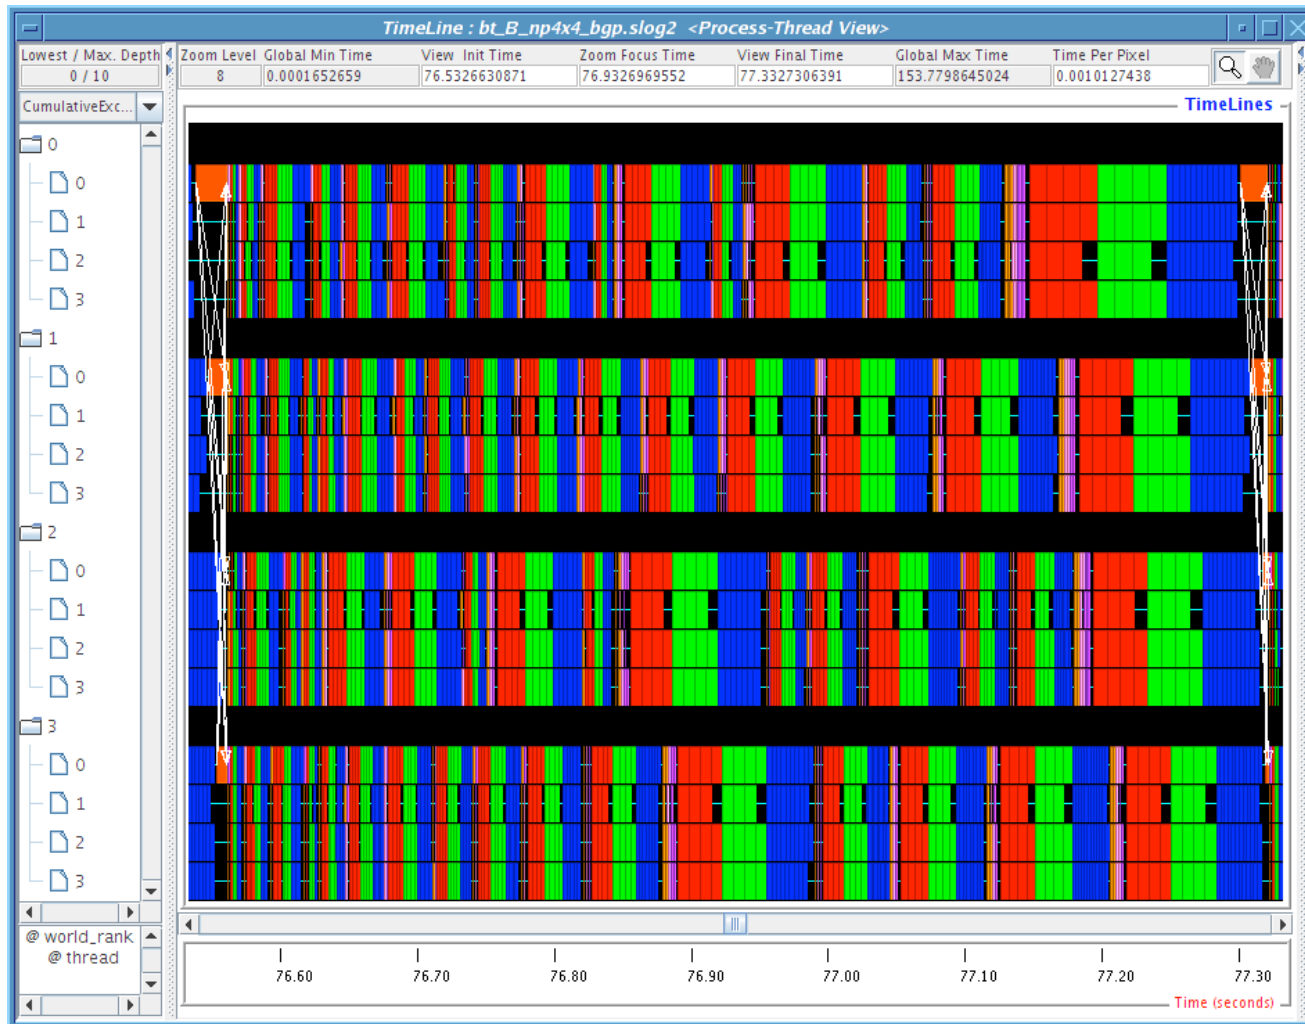 TimeLine : bt_B_np4x4_bgp.slog2 <Process-Thread View>
Lowest / Max. Depth
0 / 10
Zoom Level
8
Global Min Time
0.0001652659
View Init Time
76.5326630871
Zoom Focus Time
76.9326969552
View Final Time
77.3327306391
Global Max Time
153.7798645024
Time Per Pixel
0.0010127438
CumulativeExc...
TimeLines
0
0
1
2
3
1
0
1
2
3
2
0
1
2
3
3
0
1
2
3
@ world_rank
@ thread
76.60 76.70 76.80 76.90 77.00 77.10 77.20 77.30
Time (seconds)